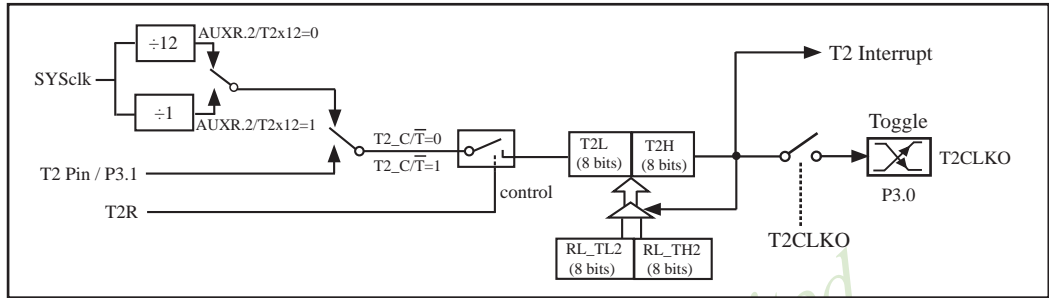 ÷12
AUXR.2/T2x12=0
SYSclk
÷1
AUXR.2/T2x12=1
T2_C/T̅=0
T2_C/T̅=1
T2 Pin / P3.1
T2R
control
T2L
(8 bits)
T2H
(8 bits)
RL_TL2
(8 bits)
RL_TH2
(8 bits)
T2 Interrupt
Toggle
T2CLKO
P3.0
T2CLKO